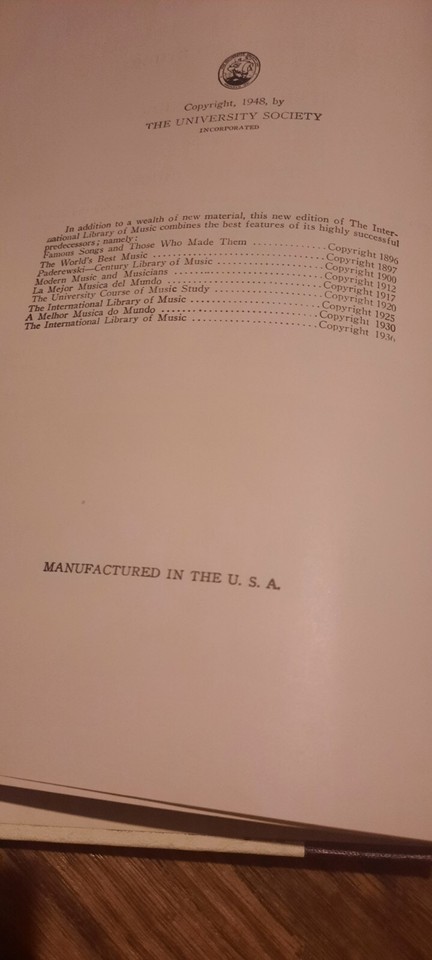 Copyright, 1948, by
THE UNIVERSITY SOCIETY
INCORPORATED
In addition to a wealth of new material, this new edition of The Inter-
national Library of Music combines the best features of its highly successful
predecessors; namely:
Famous Songs and Those Who Made Them ............ Copyright 1896
The World's Best Music ............ Copyright 1897
Paderewski—Century Library of Music ............ Copyright 1900
Modern Music and Musicians ............ Copyright 1912
La Mejor Musica del Mundo ............ Copyright 1917
The University Course of Music Study ............ Copyright 1920
The International Library of Music ............ Copyright 1925
A Melhor Musica do Mundo ............ Copyright 1930
The International Library of Music ............ Copyright 1936
MANUFACTURED IN THE U. S. A.